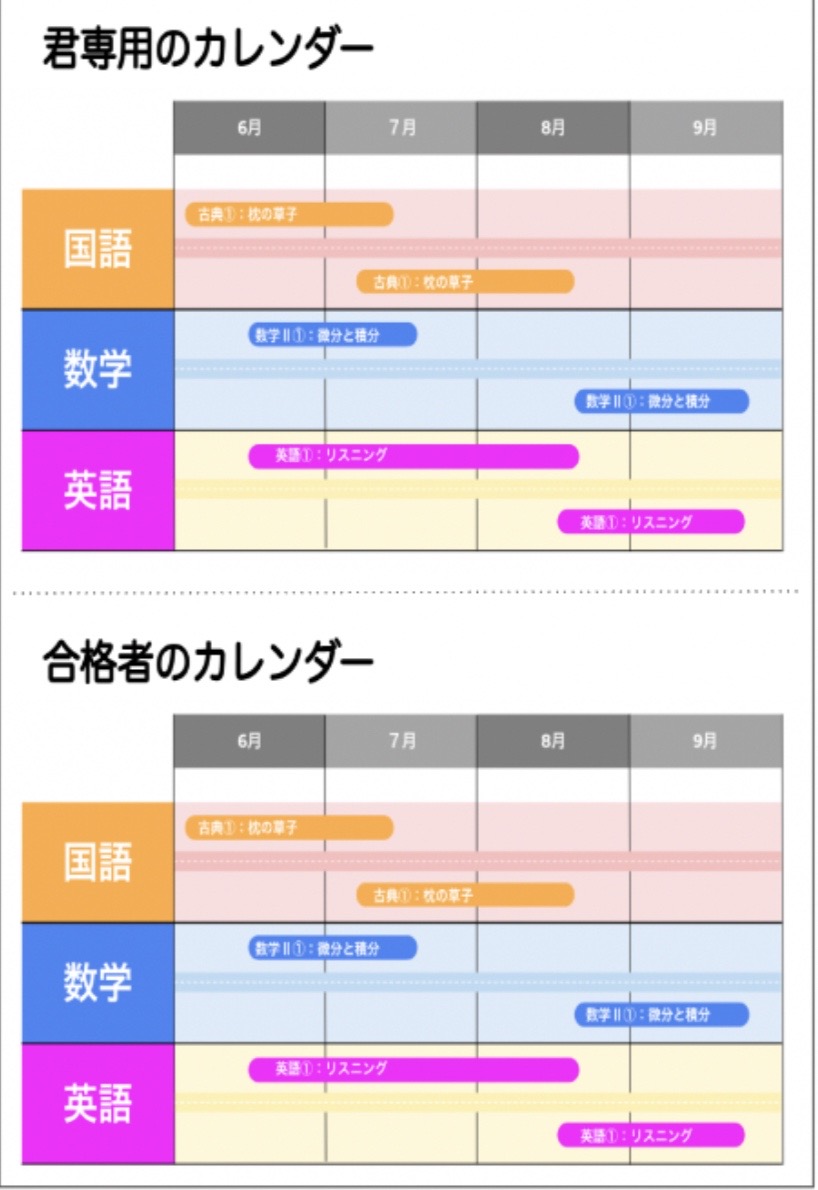 君専用のカレンダー
6月 7月 8月 9月
国語
古典①：枕の草子
古典①：枕の草子
数学
数学Ⅱ①：微分と積分
数学Ⅱ①：微分と積分
英語
英語①：リスニング
英語①：リスニング
合格者のカレンダー
6月 7月 8月 9月
国語
古典①：枕の草子
古典①：枕の草子
数学
数学Ⅱ①：微分と積分
数学Ⅱ①：微分と積分
英語
英語①：リスニング
英語①：リスニング